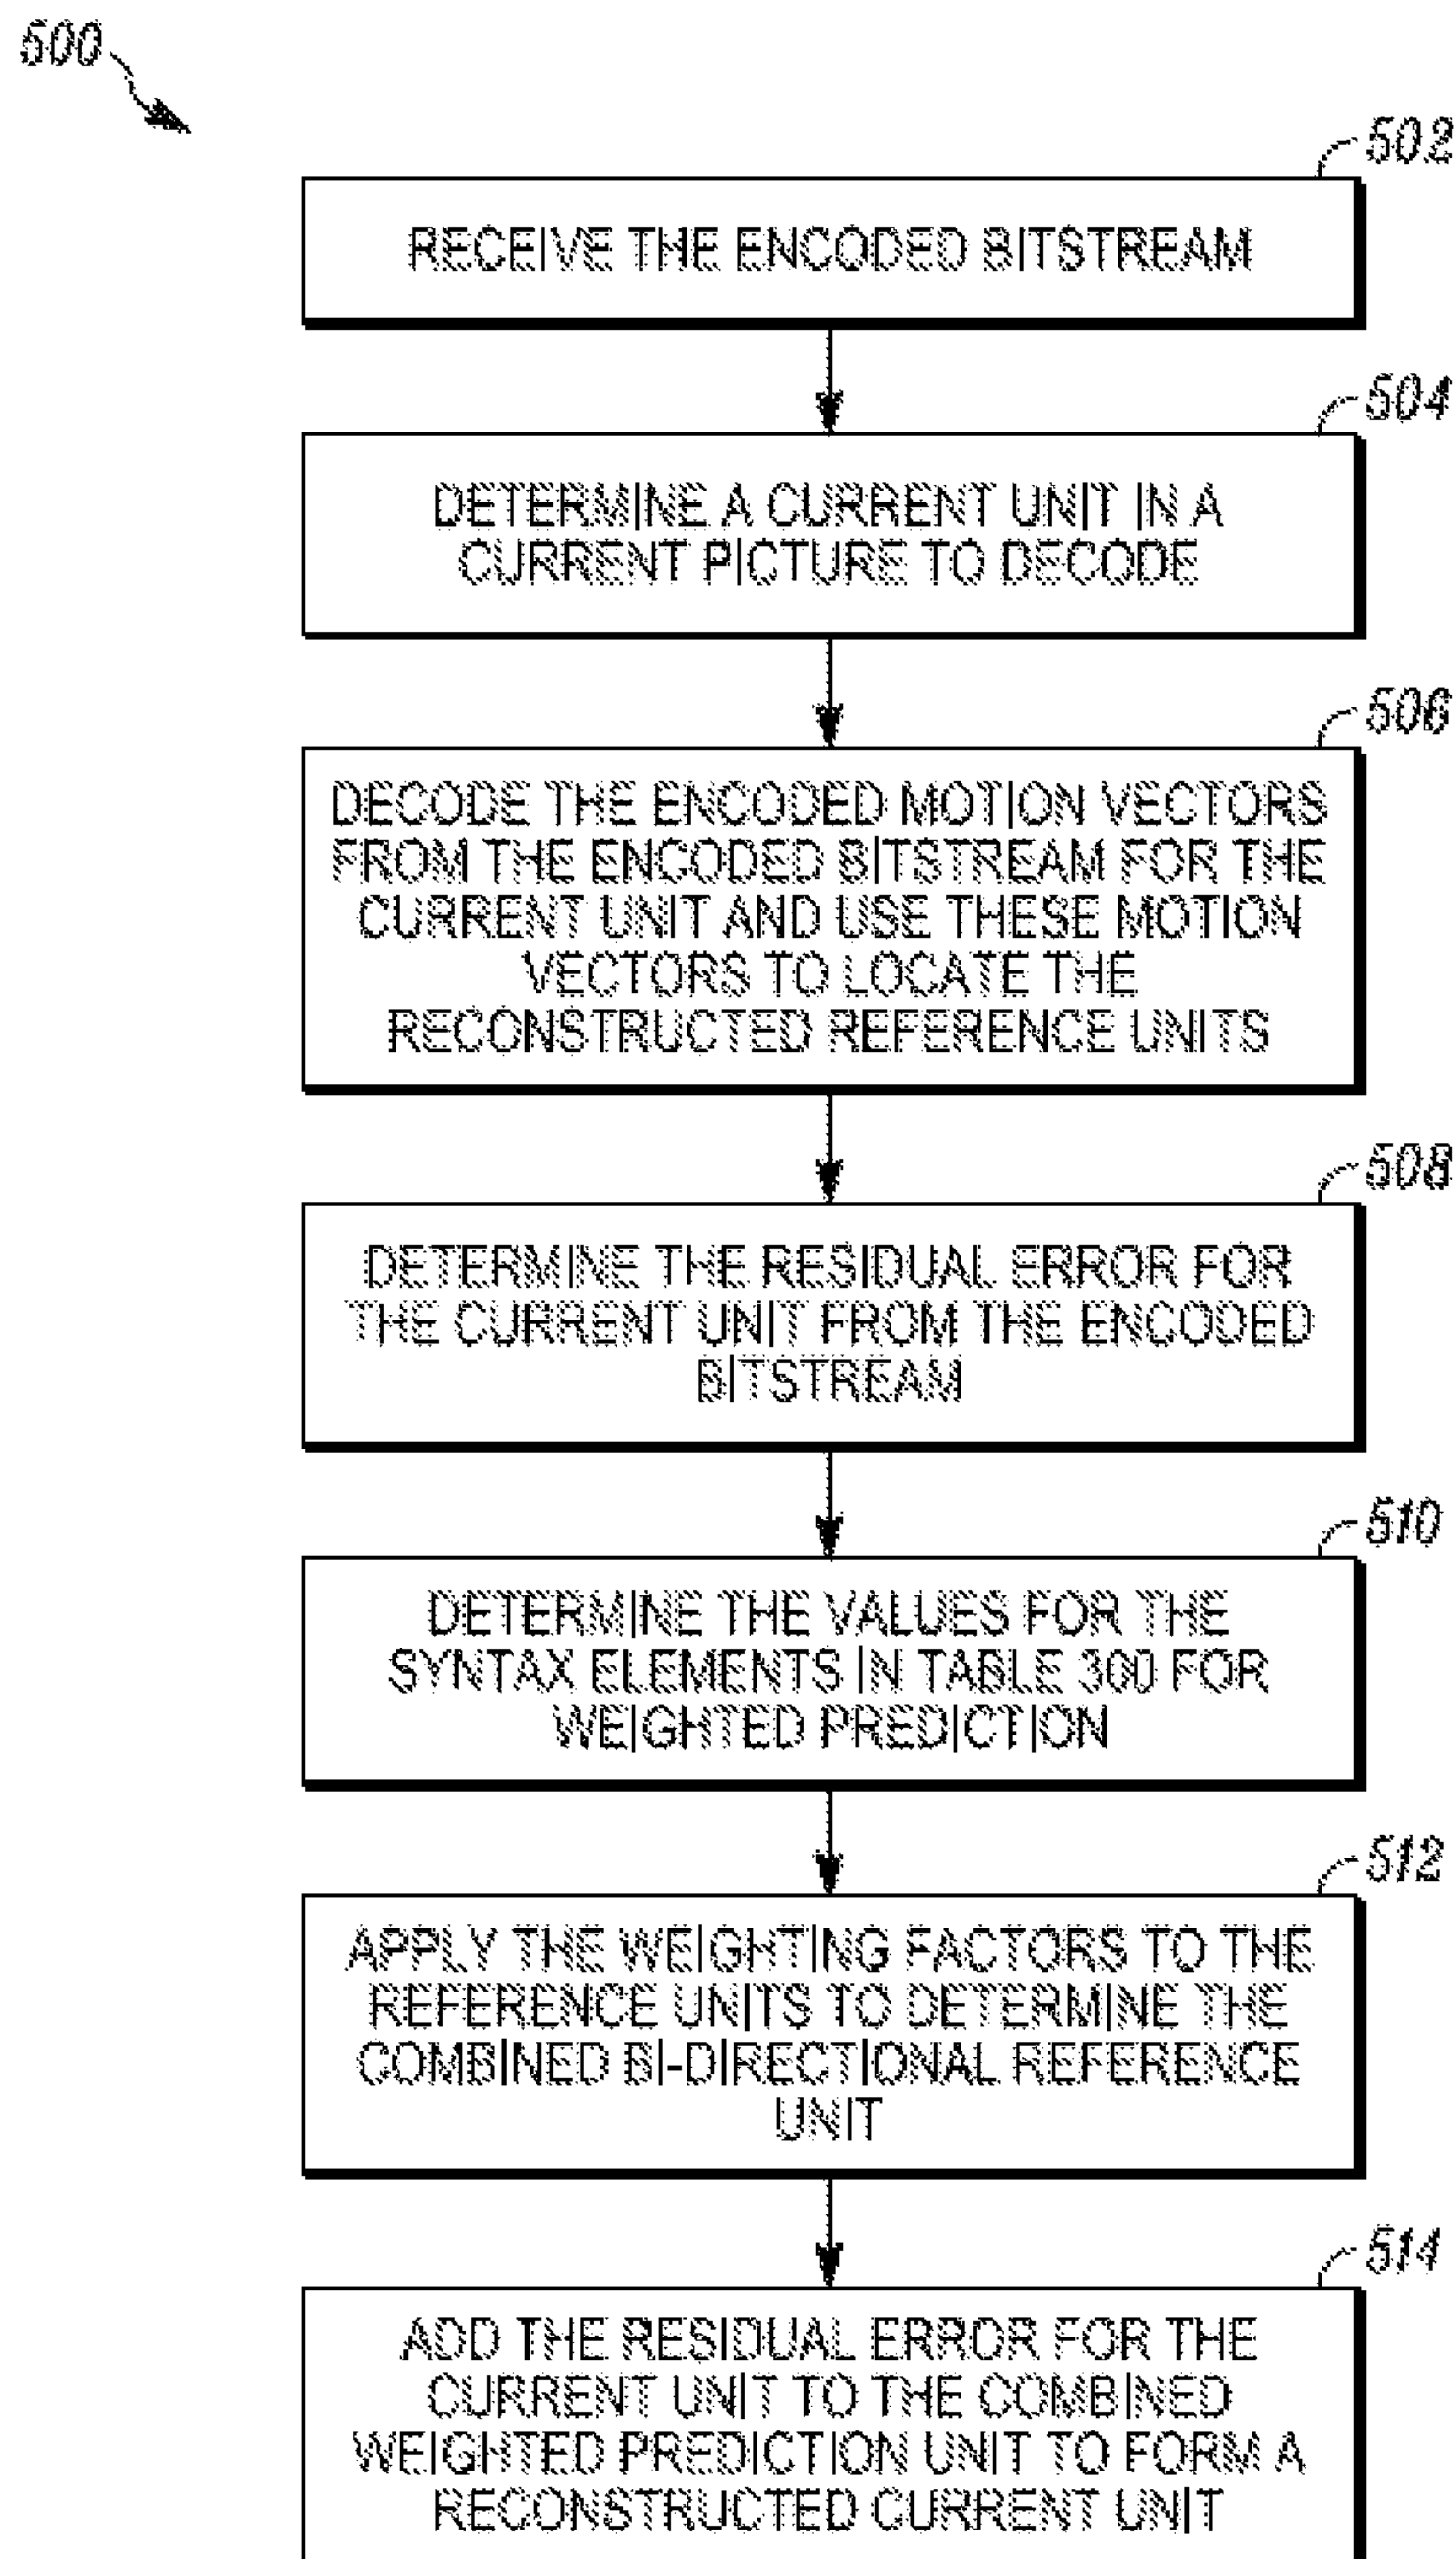 500
502
RECEIVE THE ENCODED BITSTREAM
504
DETERMINE A CURRENT UNIT IN A
CURRENT PICTURE TO DECODE
506
DECODE THE ENCODED MOTION VECTORS
FROM THE ENCODED BITSTREAM FOR THE
CURRENT UNIT AND USE THESE MOTION
VECTORS TO LOCATE THE
RECONSTRUCTED REFERENCE UNITS
508
DETERMINE THE RESIDUAL ERROR FOR
THE CURRENT UNIT FROM THE ENCODED
BITSTREAM
510
DETERMINE THE VALUES FOR THE
SYNTAX ELEMENTS IN TABLE 300 FOR
WEIGHTED PREDICTION
512
APPLY THE WEIGHTING FACTORS TO THE
REFERENCE UNITS TO DETERMINE THE
COMBINED BI-DIRECTIONAL REFERENCE
UNIT
514
ADD THE RESIDUAL ERROR FOR THE
CURRENT UNIT TO THE COMBINED
WEIGHTED PREDICTION UNIT TO FORM A
RECONSTRUCTED CURRENT UNIT